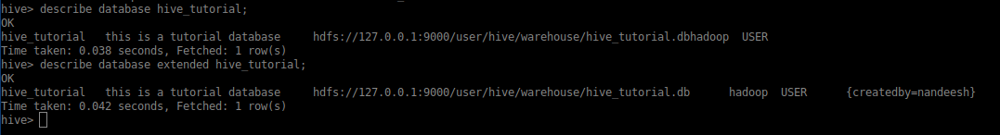 hive> describe database hive_tutorial;
OK
hive_tutorial   this is a tutorial database     hdfs://127.0.0.1:9000/user/hive/warehouse/hive_tutorial.dbhadoop  USER
Time taken: 0.038 seconds, Fetched: 1 row(s)
hive> describe database extended hive_tutorial;
OK
hive_tutorial   this is a tutorial database     hdfs://127.0.0.1:9000/user/hive/warehouse/hive_tutorial.db      hadoop  USER      {createdby=nandeesh}
Time taken: 0.042 seconds, Fetched: 1 row(s)
hive>